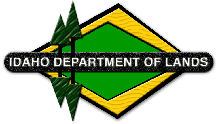 IDAHO DEPARTMENT OF LANDS